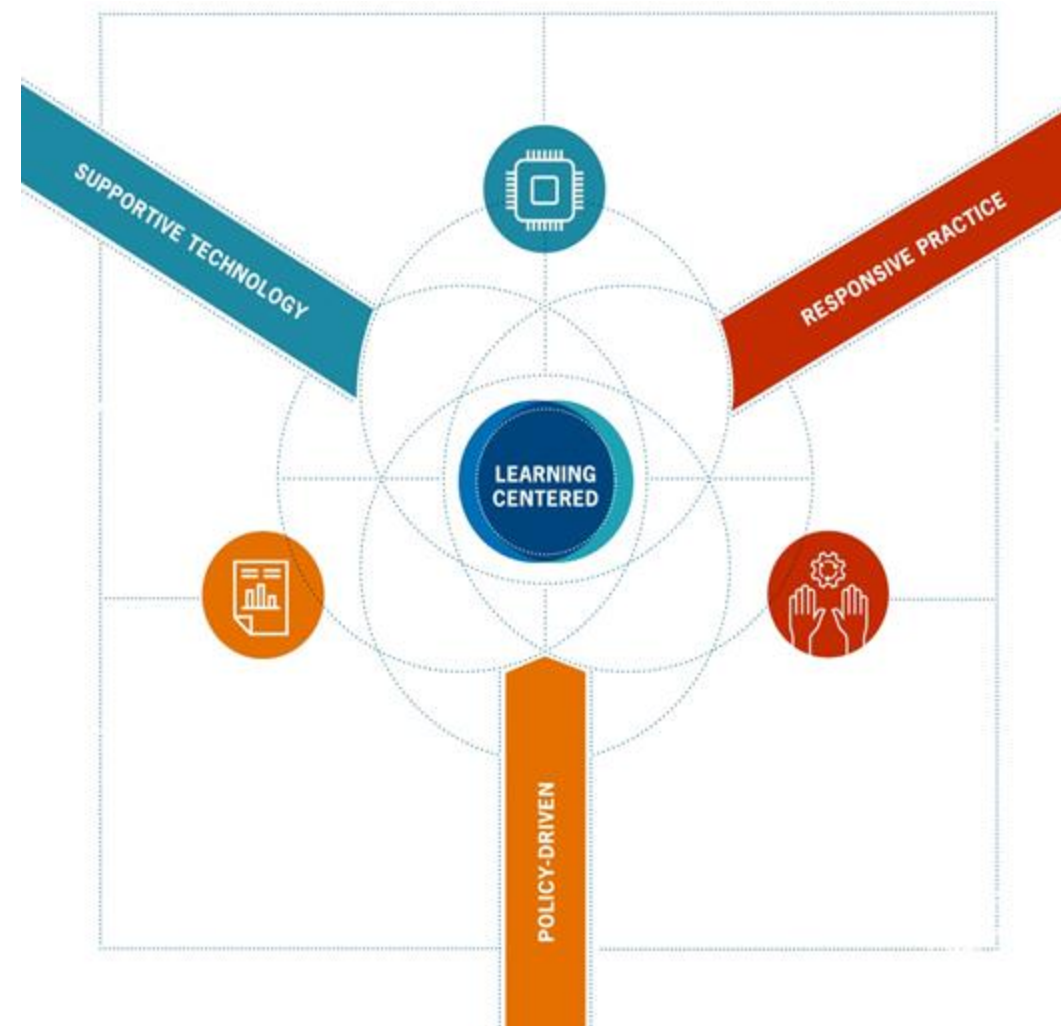 SUPPORTIVE TECHNOLOGY
RESPONSIVE PRACTICE
LEARNING
CENTERED
POLICY-DRIVEN